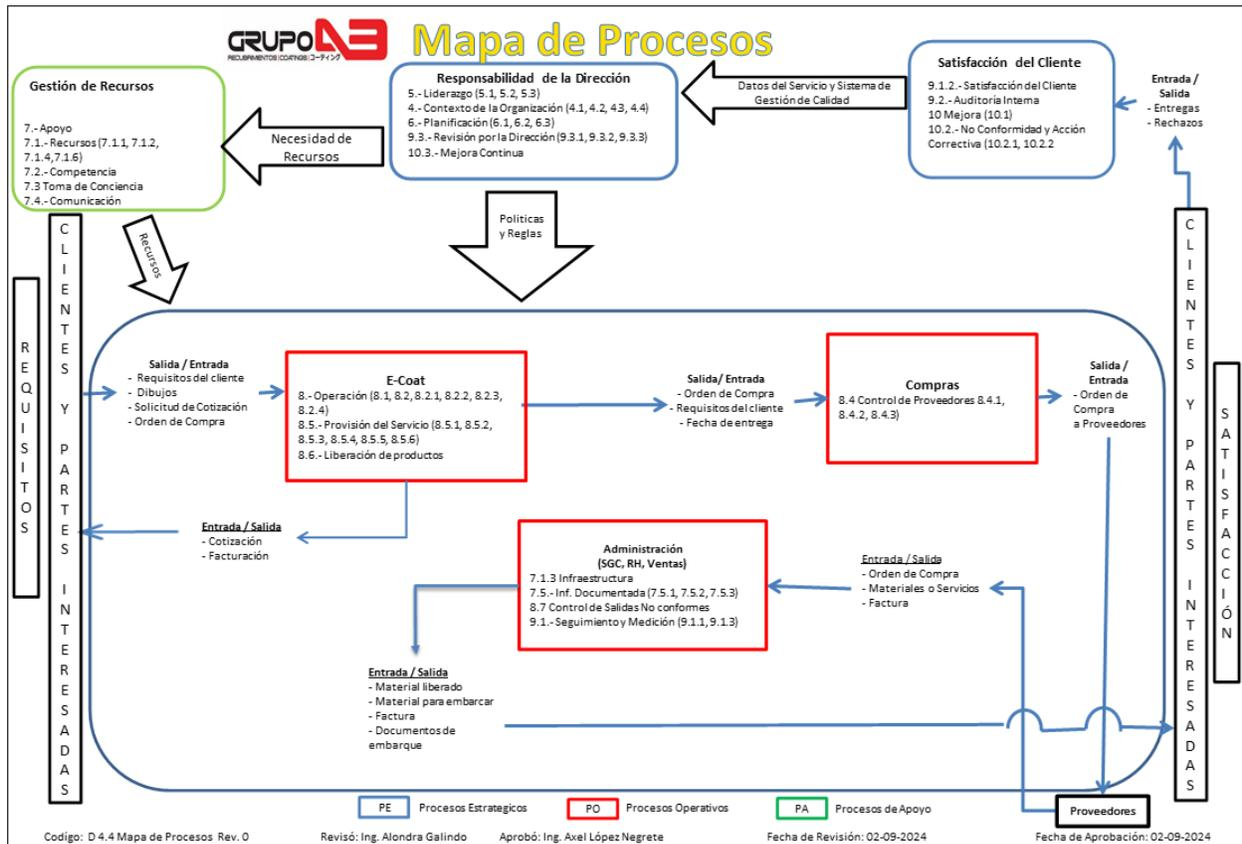 GRUPO A3
RECUBRIMIENTOS | COATINGS | コーティング
Mapa de Procesos
Gestión de Recursos
7.- Apoyo
7.1.- Recursos (7.1.1, 7.1.2,
7.1.4,7.1.6)
7.2.- Competencia
7.3 Toma de Conciencia
7.4.- Comunicación
Necesidad de
Recursos
Responsabilidad de la Dirección
5.- Liderazgo (5.1, 5.2, 5.3)
4.- Contexto de la Organización (4.1, 4.2, 4.3, 4.4)
6.- Planificación (6.1, 6.2, 6.3)
9.3.- Revisión por la Dirección (9.3.1, 9.3.2, 9.3.3)
10.3.- Mejora Continua
Datos del Servicio y Sistema de
Gestión de Calidad
Satisfacción del Cliente
9.1.2.- Satisfacción del Cliente
9.2.- Auditoría Interna
10 Mejora (10.1)
10.2.- No Conformidad y Acción
Correctiva (10.2.1, 10.2.2
Entrada /
Salida
- Entregas
- Rechazos
Recursos
Politicas
y Reglas
REQUISITOS
CLIENTES Y PARTES INTERESADAS
Salida / Entrada
- Requisitos del cliente
- Dibujos
- Solicitud de Cotización
- Orden de Compra
E-Coat
8.- Operación (8.1, 8.2, 8.2.1, 8.2.2, 8.2.3,
8.2.4)
8.5.- Provisión del Servicio (8.5.1, 8.5.2,
8.5.3, 8.5.4, 8.5.5, 8.5.6)
8.6.- Liberación de productos
Salida/Entrada
- Orden de Compra
- Requisitos del cliente
- Fecha de entrega
Compras
8.4 Control de Proveedores 8.4.1,
8.4.2, 8.4.3)
Salida /
Entrada
- Orden de
Compra
a Proveedores
CLIENTES Y PARTES INTERESADAS
SATISFACCIÓN
Entrada / Salida
- Cotización
- Facturación
Administración
(SGC, RH, Ventas)
7.1.3 Infraestructura
7.5.- Inf. Documentada (7.5.1, 7.5.2, 7.5.3)
8.7 Control de Salidas No conformes
9.1.- Seguimiento y Medición (9.1.1, 9.1.3)
Entrada / Salida
- Orden de Compra
- Materiales o Servicios
- Factura
Entrada / Salida
- Material liberado
- Material para embarcar
- Factura
- Documentos de
embarque
PE Procesos Estrategicos
PO Procesos Operativos
PA Procesos de Apoyo
Proveedores
Codigo: D 4.4 Mapa de Procesos Rev. 0
Revisó: Ing. Alondra Galindo
Aprobó: Ing. Axel López Negrete
Fecha de Revisión: 02-09-2024
Fecha de Aprobación: 02-09-2024